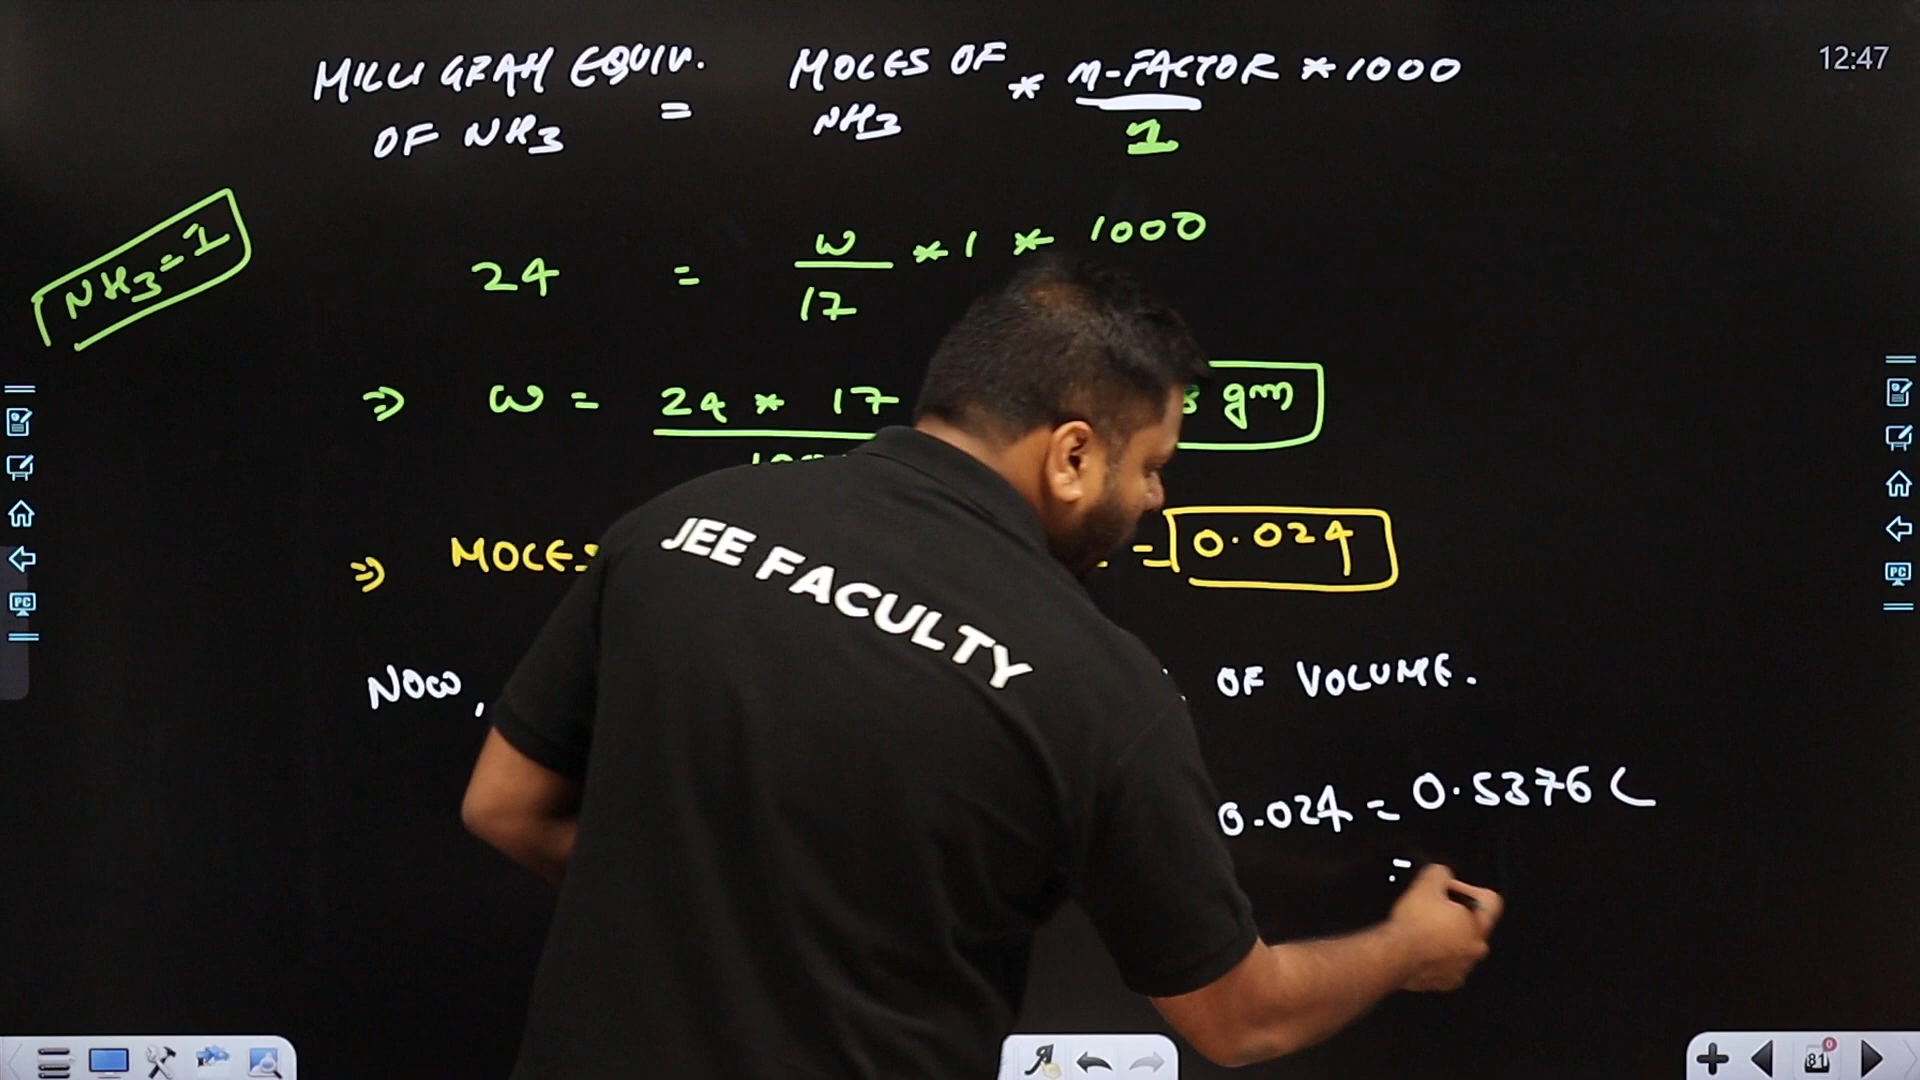 12:47
MILLI GRAM EQUIV. = MOLES OF * n-FACTOR * 1000
OF NH3 NH3 1
NH3 = 1
24 = w/17 * 1 * 1000
⇒ w = 24 * 17 gm
⇒ MOLES = 0.024
JEE FACULTY
NOW, OF VOLUME.
0.024 = 0.5376 L
=
81